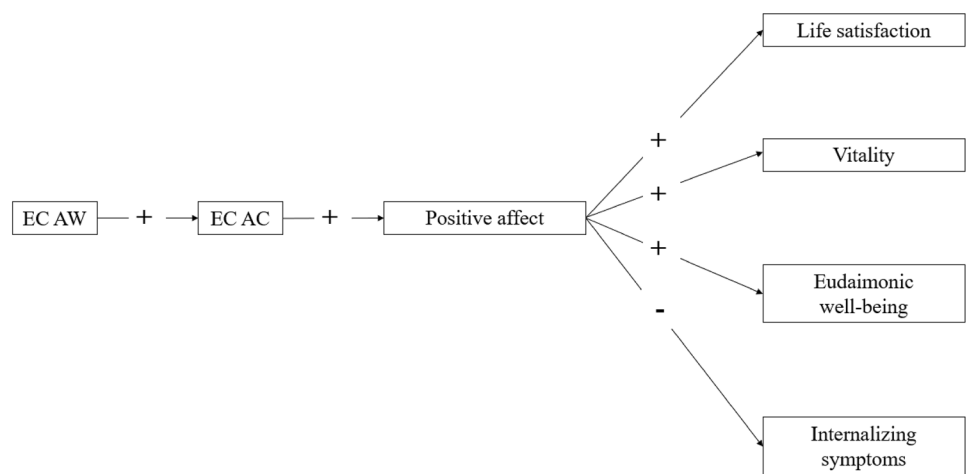 Life satisfaction
+
Vitality
+
EC AW + EC AC + Positive affect
+
Eudaimonic
well-being
-
Internalizing
symptoms